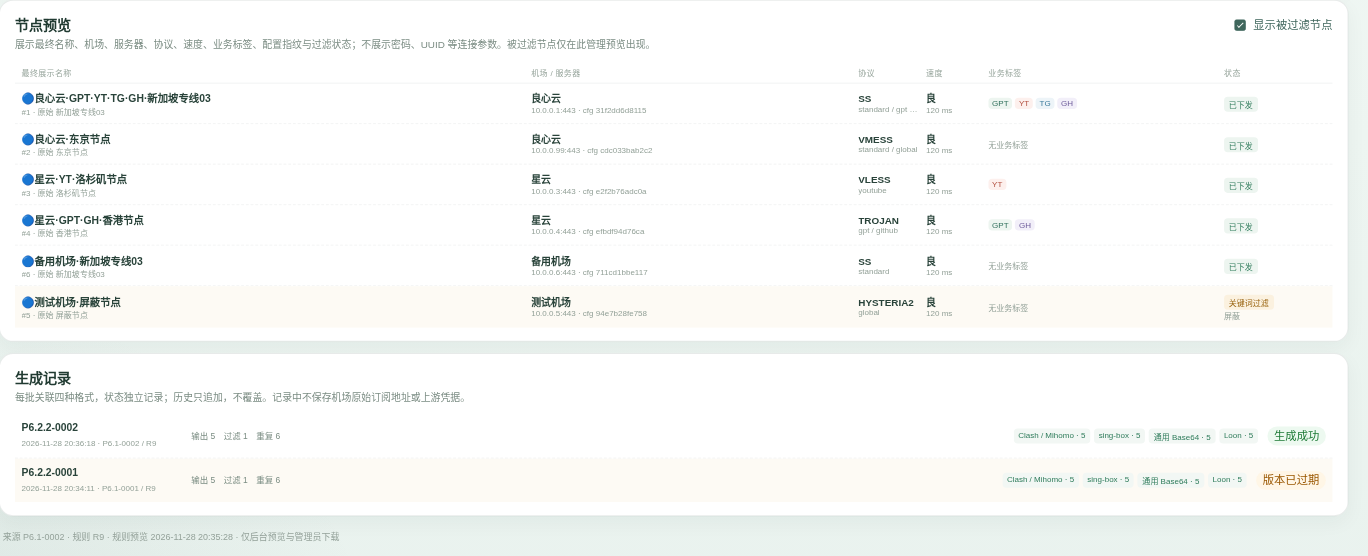 节点预览
显示被过滤节点
展示最终名称、机场、服务器、协议、速度、业务标签、配置指纹与过滤状态；不展示密码、UUID 等连接参数。被过滤节点仅在此管理预览出现。
最终展示名称 机场 / 服务器 协议 速度 业务标签 状态
良心云·GPT·YT·TG·GH·新加坡专线03 良心云 SS 良 GPT YT TG GH 已下发
#1 · 原始 新加坡专线03 10.0.0.1:443 · cfg 31f2dd6d8115 standard / gpt ... 120 ms
良心云·东京节点 良心云 VMESS 良 无业务标签 已下发
#2 · 原始 东京节点 10.0.0.99:443 · cfg cdc033bab2c2 standard / global 120 ms
星云·YT·洛杉矶节点 星云 VLESS 良 YT 已下发
#3 · 原始 洛杉矶节点 10.0.0.3:443 · cfg e2f2b76adc0a youtube 120 ms
星云·GPT·GH·香港节点 星云 TROJAN 良 GPT GH 已下发
#4 · 原始 香港节点 10.0.0.4:443 · cfg efbdf94d76ca gpt / github 120 ms
备用机场·新加坡专线03 备用机场 SS 良 无业务标签 已下发
#6 · 原始 新加坡专线03 10.0.0.6:443 · cfg 711cd1bbe117 standard 120 ms
测试机场·屏蔽节点 测试机场 HYSTERIA2 良 无业务标签 关键词过滤
#5 · 原始 屏蔽节点 10.0.0.5:443 · cfg 94e7b28fe758 global 120 ms 屏蔽
生成记录
每批关联四种格式，状态独立记录；历史只追加，不覆盖。记录中不保存机场原始订阅地址或上游凭据。
P6.2.2-0002
2026-11-28 20:36:18 · P6.1-0002 / R9 输出 5 过滤 1 重复 6 Clash / Mihomo · 5 sing-box · 5 通用 Base64 · 5 Loon · 5 生成成功
P6.2.2-0001
2026-11-28 20:34:11 · P6.1-0001 / R9 输出 5 过滤 1 重复 6 Clash / Mihomo · 5 sing-box · 5 通用 Base64 · 5 Loon · 5 版本已过期
来源 P6.1-0002 · 规则 R9 · 规则预览 2026-11-28 20:35:28 · 仅后台预览与管理员下载